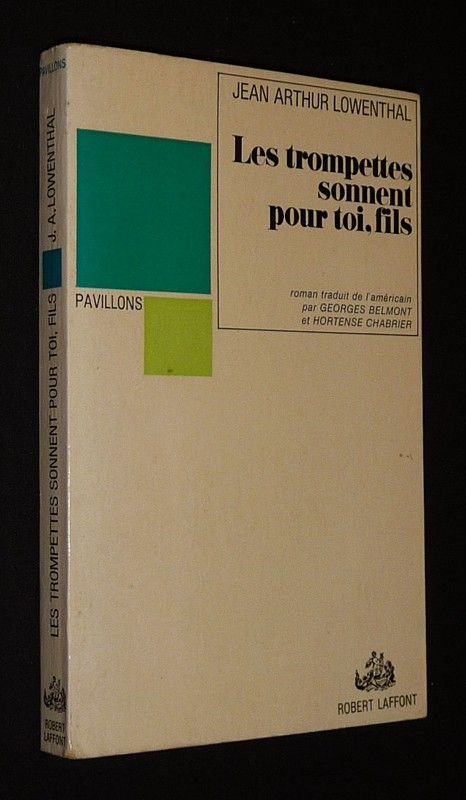 JEAN ARTHUR LOWENTHAL
Les trompettes
sonnent
pour toi, fils
roman traduit de l'américain
par GEORGES BELMONT
et HORTENSE CHABRIER
PAVILLONS
ROBERT LAFFONT
PAVILLONS
LES TROMPETTES SONNENT POUR TOI, FILS J. A. LOWENTHAL
ROBERT
LAFFONT